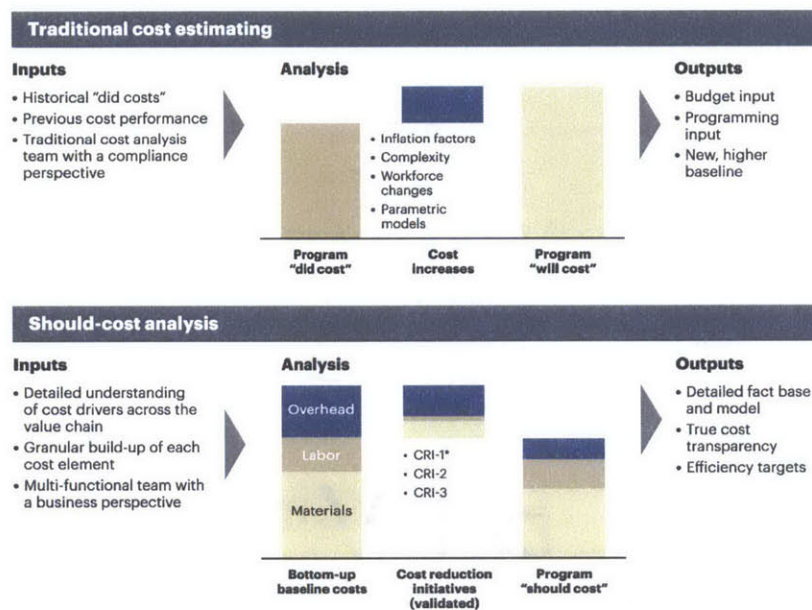 Traditional cost estimating
Inputs
• Historical "did costs"
• Previous cost performance
• Traditional cost analysis
team with a compliance
perspective
Analysis
• Inflation factors
• Complexity
• Workforce
changes
• Parametric
models
Program
"did cost"
Cost
increases
Program
"will cost"
Outputs
• Budget input
• Programming
input
• New, higher
baseline
Should-cost analysis
Inputs
• Detailed understanding
of cost drivers across the
value chain
• Granular build-up of each
cost element
• Multi-functional team with
a business perspective
Analysis
Overhead
Labor
Materials
• CRI-1*
• CRI-2
• CRI-3
Bottom-up
baseline costs
Cost reduction
initiatives
(validated)
Program
"should cost"
Outputs
• Detailed fact base
and model
• True cost
transparency
• Efficiency targets